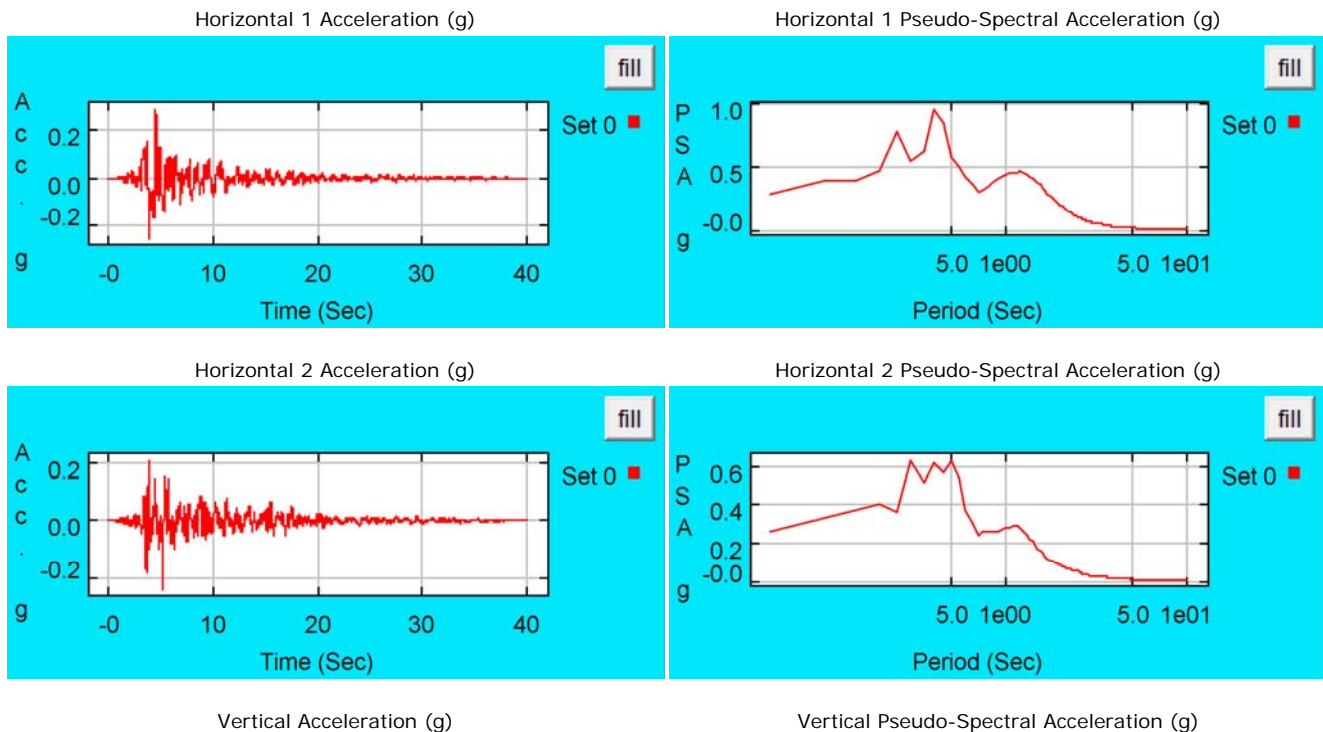 Horizontal 1 Acceleration (g)
fill
A
c
c
.
g
0.2
0.0
-0.2
Set 0
-0
10
20
30
40
Time (Sec)
Horizontal 1 Pseudo-Spectral Acceleration (g)
fill
P
S
A
g
1.0
0.5
-0.0
Set 0
5.0 1e00
5.0 1e01
Period (Sec)
Horizontal 2 Acceleration (g)
fill
A
c
c
.
g
0.2
0.0
-0.2
Set 0
-0
10
20
30
40
Time (Sec)
Horizontal 2 Pseudo-Spectral Acceleration (g)
fill
P
S
A
g
0.6
0.4
0.2
-0.0
Set 0
5.0 1e00
5.0 1e01
Period (Sec)
Vertical Acceleration (g)
Vertical Pseudo-Spectral Acceleration (g)